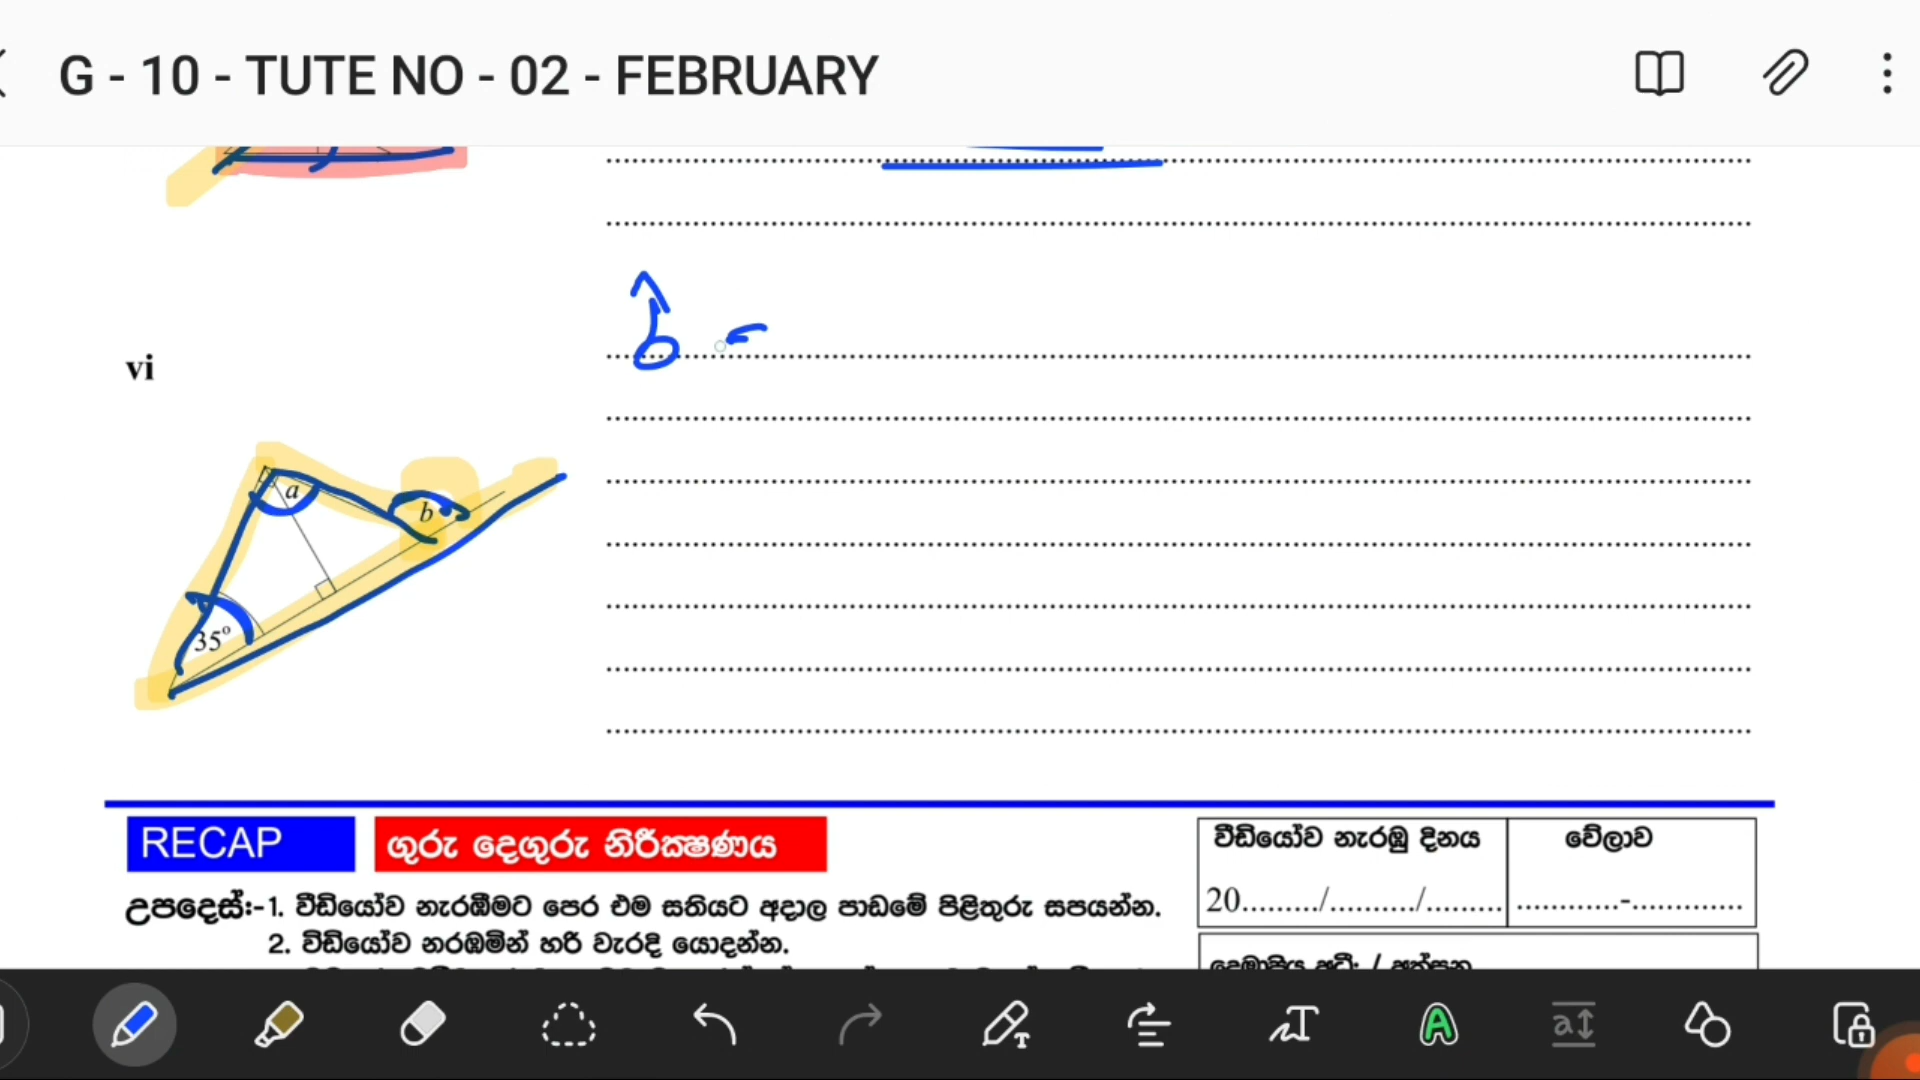 G - 10 - TUTE NO - 02 - FEBRUARY
b̂ =
vi
a
b
35°
RECAP
ගුරු දෙගුරු නිරීක්‍ෂණය
වීඩියෝව නැරඹු දිනය
වේලාව
20......../........./.........
............-.............
උපදෙස්:-1. වීඩියෝව නැරඹීමට පෙර එම සතියට අදාල පාඩමේ පිළිතුරු සපයන්න.
2. විඩියෝව නරඹමින් හරි වැරදි යොදන්න.